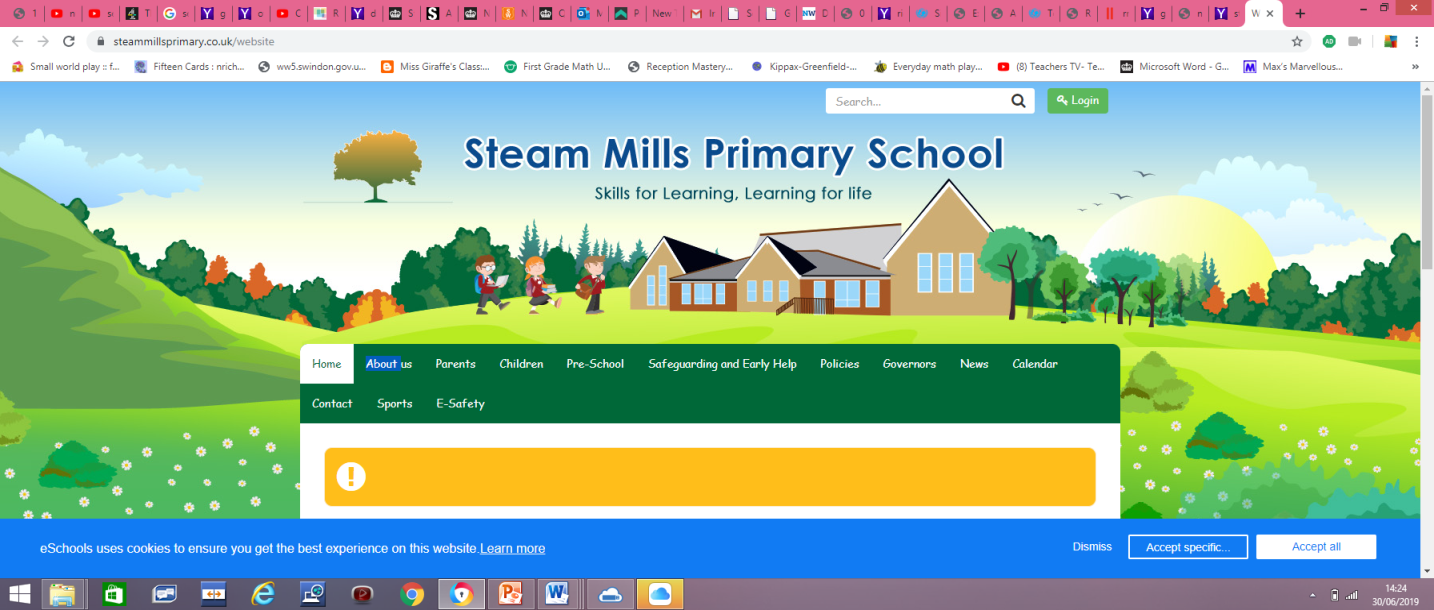 steammillsprimary.co.uk/website
Small world play :: f... Fifteen Cards : nrich... ww5.swindon.gov.u... Miss Giraffe's Class:... First Grade Math U... Reception Mastery... Kippax-Greenfield-... Everyday math play... (8) Teachers TV- Te... Microsoft Word - G... Max's Marvellous... »
Search... Login
Steam Mills Primary School
Skills for Learning, Learning for life
Home About us Parents Children Pre-School Safeguarding and Early Help Policies Governors News Calendar
Contact Sports E-Safety
eSchools uses cookies to ensure you get the best experience on this website.Learn more Dismiss Accept specific... Accept all
14:24
30/06/2019